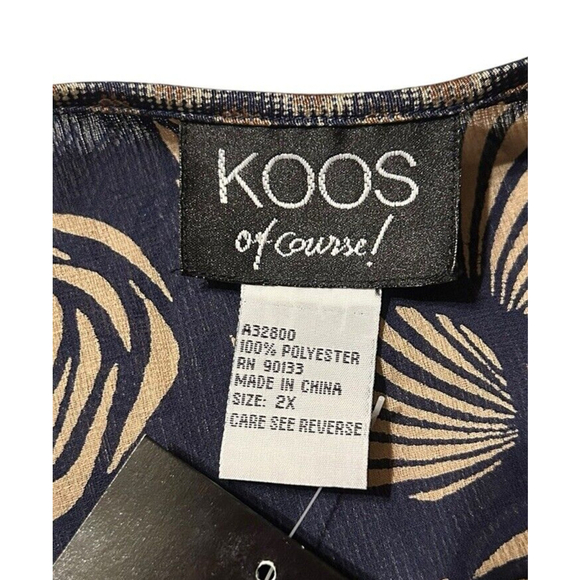 KOOS
of course!
A32800
100% POLYESTER
RN 90133
MADE IN CHINA
SIZE: 2X
CARE SEE REVERSE